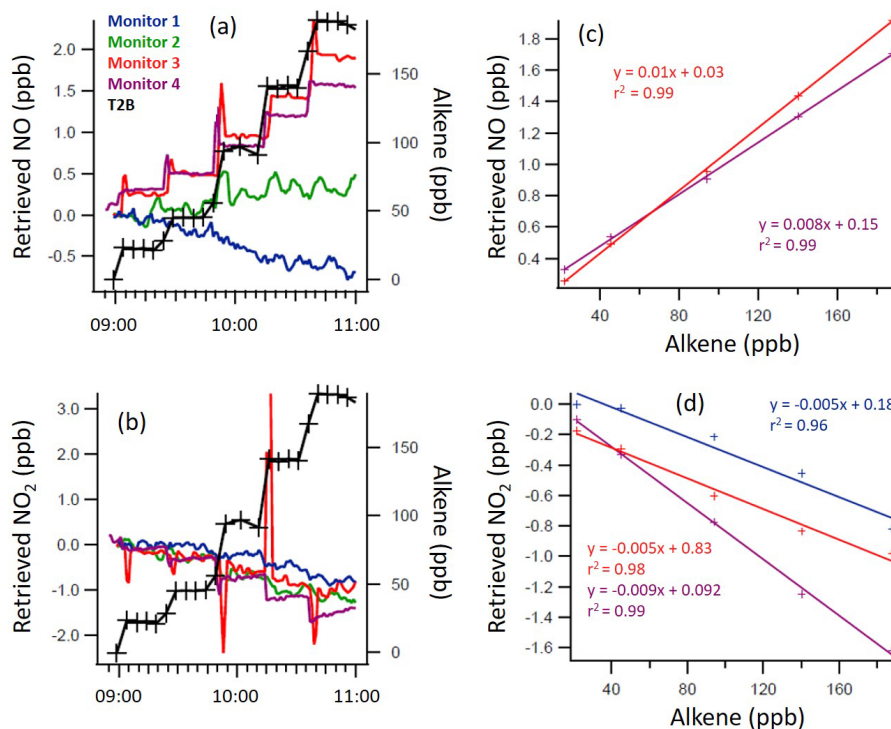 Monitor 1
Monitor 2
Monitor 3
Monitor 4
T2B
(a)
Retrieved NO (ppb)
2.0
1.5
1.0
0.5
0.0
-0.5
Alkene (ppb)
150
100
50
0
09:00 10:00 11:00
(c)
Retrieved NO (ppb)
1.8
1.6
1.4
1.2
1.0
0.8
0.6
0.4
y = 0.01x + 0.03
r² = 0.99
y = 0.008x + 0.15
r² = 0.99
40 80 120 160
Alkene (ppb)
(b)
Retrieved NO₂ (ppb)
3.0
2.0
1.0
0.0
-1.0
-2.0
Alkene (ppb)
150
100
50
0
09:00 10:00 11:00
(d)
Retrieved NO₂ (ppb)
0.0
-0.2
-0.4
-0.6
-0.8
-1.0
-1.2
-1.4
-1.6
y = -0.005x + 0.18
r² = 0.96
y = -0.005x + 0.83
r² = 0.98
y = -0.009x + 0.092
r² = 0.99
40 80 120 160
Alkene (ppb)